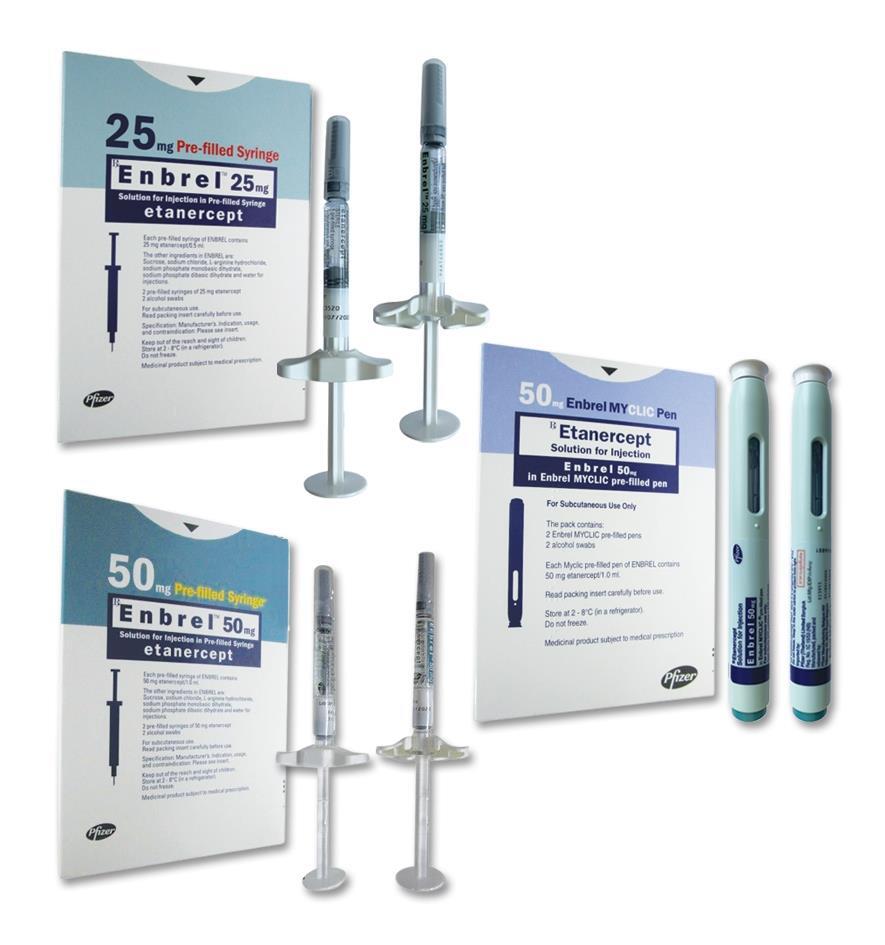 25mg Pre-filled Syringe
Enbrel™ 25mg
Solution for Injection in Pre-filled Syringe
etanercept
Each pre-filled syringe of ENBREL contains
25 mg etanercept/0.5 ml.
The other ingredients in ENBREL are:
Sucrose, sodium chloride, L-arginine hydrochloride,
sodium phosphate monobasic dihydrate,
sodium phosphate dibasic dihydrate and water for
injections.
2 pre-filled syringes of 25 mg etanercept
2 alcohol swabs
For subcutaneous use.
Read packing insert carefully before use.
Specification: Manufacturer's. Indication, usage,
and contraindication: Please see insert.
Keep out of the reach and sight of children.
Store at 2 - 8°C (in a refrigerator).
Do not freeze.
Medicinal product subject to medical prescription.
Pfizer
etanercept
Enbrel™ 25 mg
50mg Enbrel MYCLIC Pen
Etanercept
Solution for Injection
Enbrel 50mg
in Enbrel MYCLIC pre-filled pen
For Subcutaneous Use Only
The pack contains:
2 Enbrel MYCLIC pre-filled pens
2 alcohol swabs
Each Myclic pre-filled pen of ENBREL contains
50 mg etanercept/1.0 ml.
Read packing insert carefully before use.
Store at 2 - 8°C (in a refrigerator).
Do not freeze.
Medicinal product subject to medical prescription
Pfizer
Pfizer
Etanercept
Solution for Injection
Enbrel 50mg
50mg Pre-filled Syringe
Enbrel™ 50mg
Solution for Injection in Pre-filled Syringe
etanercept
Each pre-filled syringe of ENBREL contains
50 mg etanercept/1.0 ml.
The other ingredients in ENBREL are:
Sucrose, sodium chloride, L-arginine hydrochloride,
sodium phosphate monobasic dihydrate,
sodium phosphate dibasic dihydrate and water for
injections.
2 pre-filled syringes of 50 mg etanercept
2 alcohol swabs
For subcutaneous use.
Read packing insert carefully before use.
Specification: Manufacturer's. Indication, usage,
and contraindication: Please see insert.
Keep out of the reach and sight of children.
Store at 2 - 8°C (in a refrigerator).
Do not freeze.
Medicinal product subject to medical prescription.
Pfizer